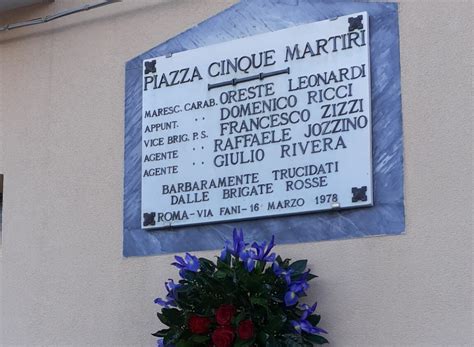 PIAZZA CINQUE MARTIRI
MARESC. CARAB. ORESTE LEONARDI
APPUNT. '' DOMENICO RICCI
VICE BRIG. P.S. FRANCESCO ZIZZI
AGENTE '' RAFFAELE JOZZINO
AGENTE '' GIULIO RIVERA
BARBARAMENTE TRUCIDATI
DALLE BRIGATE ROSSE
ROMA-VIA FANI-16 MARZO 1978